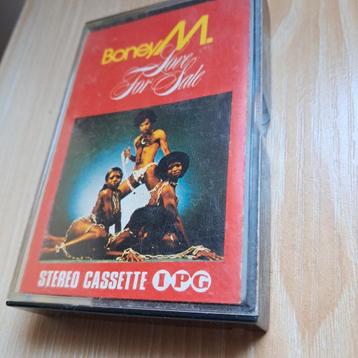 Boney M.
Love
For Sale
STEREO CASSETTE IPG